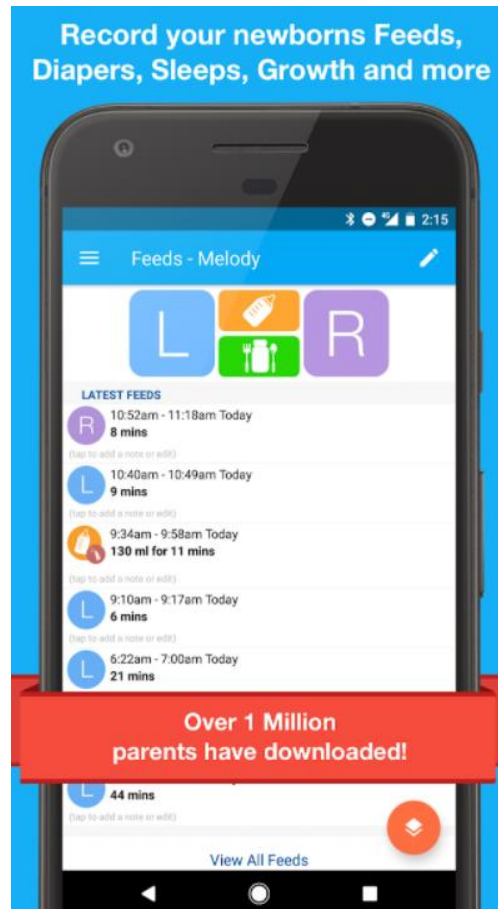 Record your newborns Feeds,
Diapers, Sleeps, Growth and more
2:15
Feeds - Melody
L
R
LATEST FEEDS
R
10:52am - 11:18am Today
8 mins
(tap to add a note or edit)
L
10:40am - 10:49am Today
9 mins
(tap to add a note or edit)
9:34am - 9:58am Today
130 ml for 11 mins
(tap to add a note or edit)
L
9:10am - 9:17am Today
6 mins
(tap to add a note or edit)
L
6:22am - 7:00am Today
21 mins
Over 1 Million
parents have downloaded!
L
44 mins
(tap to add a note or edit)
View All Feeds